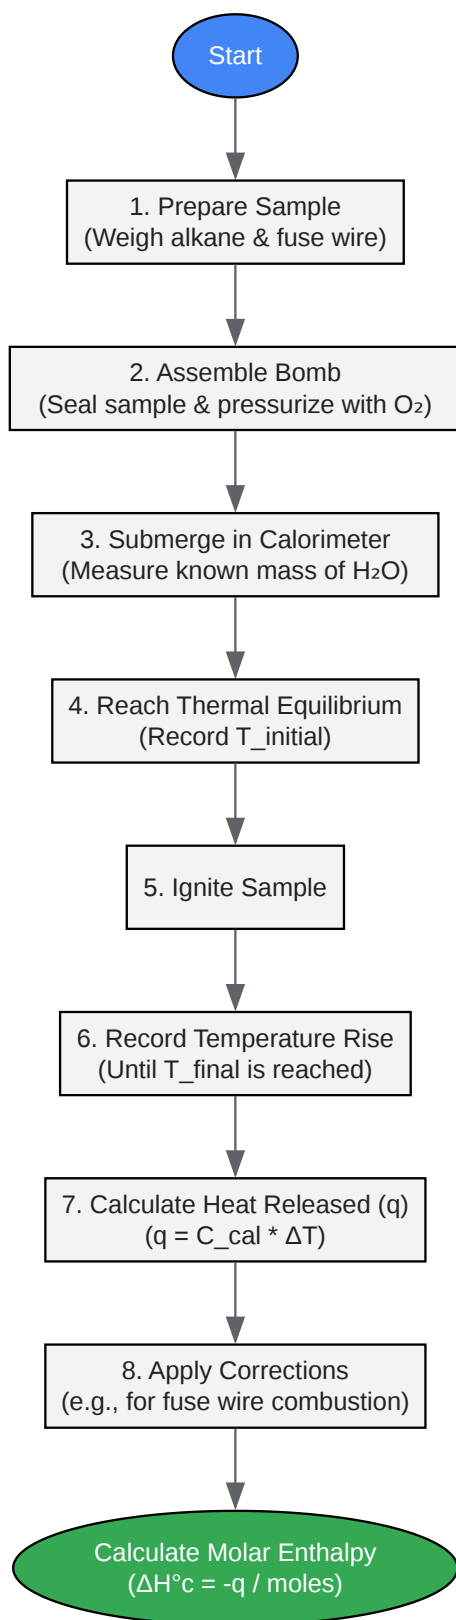 Start
1. Prepare Sample
(Weigh alkane & fuse wire)
2. Assemble Bomb
(Seal sample & pressurize with O₂)
3. Submerge in Calorimeter
(Measure known mass of H₂O)
4. Reach Thermal Equilibrium
(Record T_initial)
5. Ignite Sample
6. Record Temperature Rise
(Until T_final is reached)
7. Calculate Heat Released (q)
(q = C_cal * ΔT)
8. Apply Corrections
(e.g., for fuse wire combustion)
Calculate Molar Enthalpy
(ΔH°c = -q / moles)